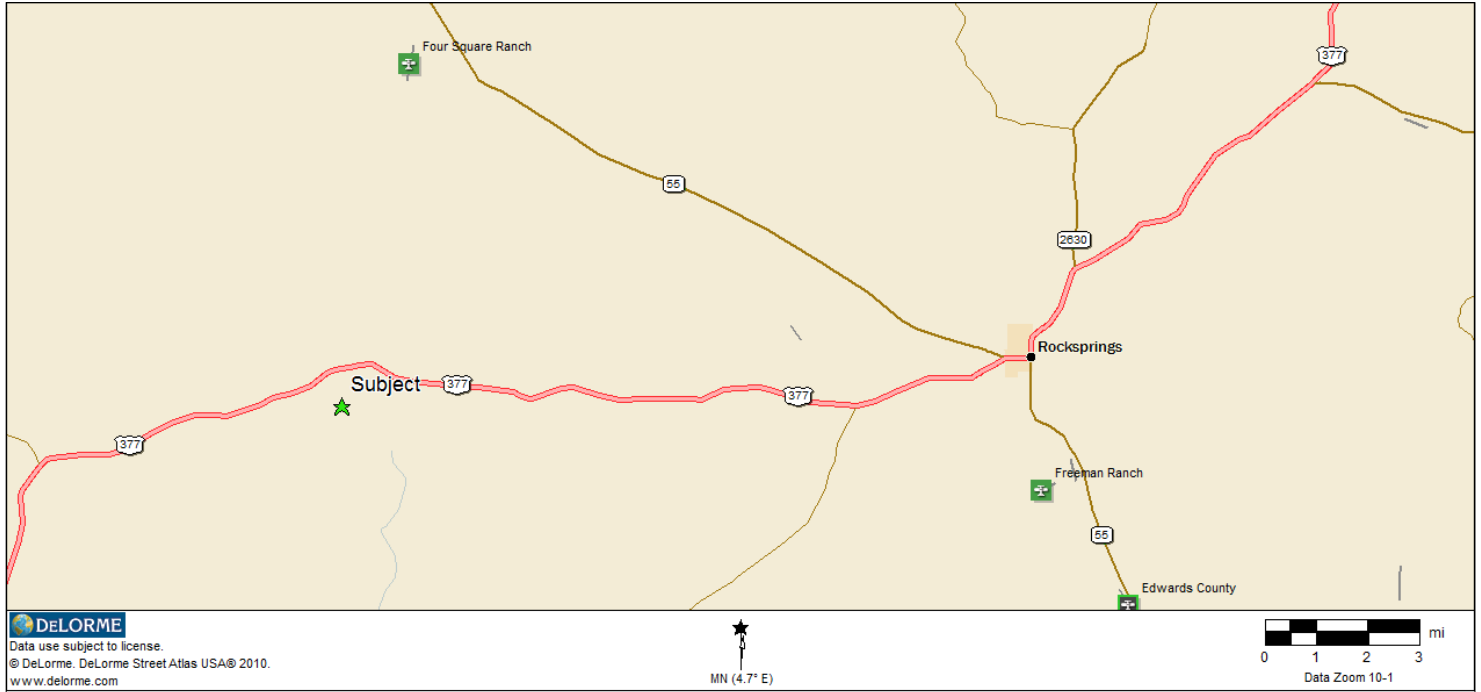 Four Square Ranch
377
55
2630
Rocksprings
Subject
377
377
377
Freeman Ranch
55
Edwards County
DELORME
Data use subject to license.
© DeLorme. DeLorme Street Atlas USA® 2010.
www.delorme.com
MN (4.7° E)
mi
0 1 2 3
Data Zoom 10-1